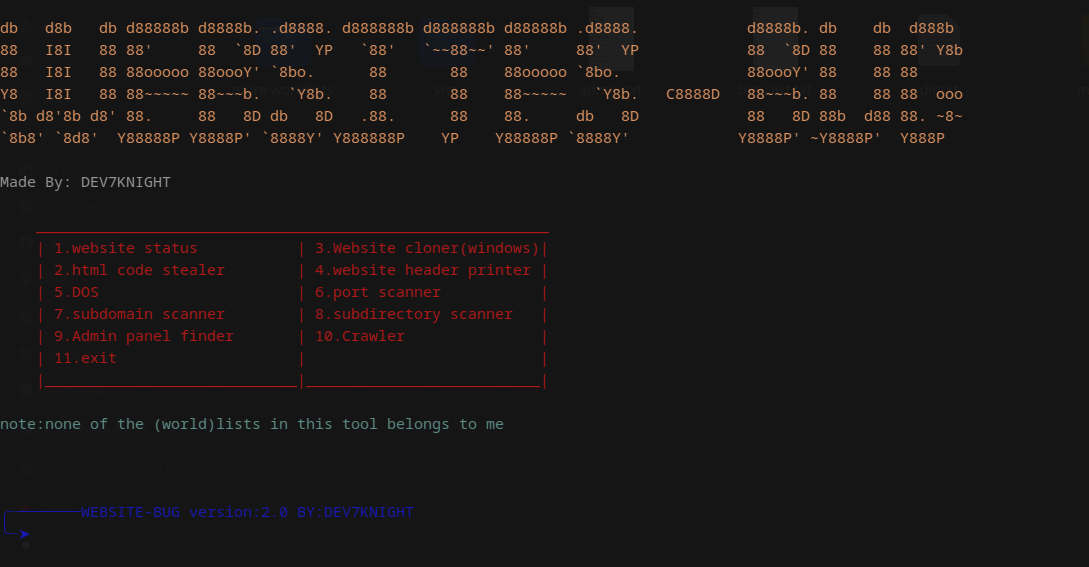 db   d8b   db d88888b d8888b. .d8888. d888888b d888888b d88888b .d8888.            d8888b. db    db  d888b
88   I8I   88 88'     88  `8D 88'  YP   `88'   `~~88~~' 88'     88'  YP            88  `8D 88    88 88' Y8b
88   I8I   88 88ooooo 88oooY' `8bo.      88       88    88ooooo `8bo.              88oooY' 88    88 88
Y8   I8I   88 88~~~~~ 88~~~b.   `Y8b.    88       88    88~~~~~   `Y8b.   C8888D   88~~~b. 88    88 88  ooo
`8b d8'8b d8' 88.     88   8D db   8D   .88.      88    88.     db   8D            88   8D 88b  d88 88. ~8~
`8b8' `8d8'  Y88888P Y8888P' `8888Y' Y888888P    YP    Y88888P `8888Y'            Y8888P' ~Y8888P'  Y888P
Made By: DEV7KNIGHT
| 1.website status           | 3.Website cloner(windows)|
| 2.html code stealer        | 4.website header printer |
| 5.DOS                      | 6.port scanner           |
| 7.subdomain scanner        | 8.subdirectory scanner   |
| 9.Admin panel finder       | 10.Crawler               |
| 11.exit                    |                          |
note:none of the (world)lists in this tool belongs to me
WEBSITE-BUG version:2.0 BY:DEV7KNIGHT